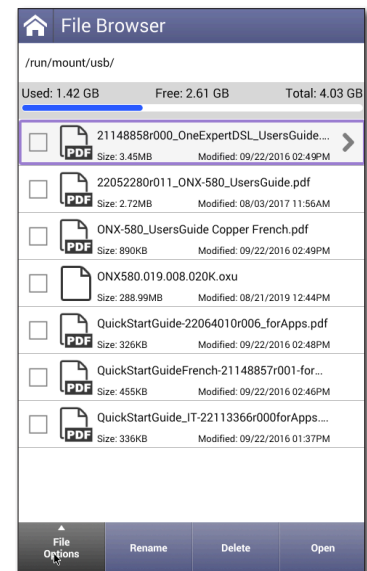 File Browser
/run/mount/usb/
Used: 1.42 GB Free: 2.61 GB Total: 4.03 GB
21148858r000_OneExpertDSL_UsersGuide....
PDF Size: 3.45MB Modified: 09/22/2016 02:49PM
22052280r011_ONX-580_UsersGuide.pdf
PDF Size: 2.72MB Modified: 08/03/2017 11:56AM
ONX-580_UsersGuide Copper French.pdf
PDF Size: 890KB Modified: 09/22/2016 02:49PM
ONX580.019.008.020K.oxu
Size: 288.99MB Modified: 08/21/2019 12:44PM
QuickStartGuide-22064010r006_forApps.pdf
PDF Size: 326KB Modified: 09/22/2016 02:48PM
QuickStartGuideFrench-21148857r001-for...
PDF Size: 455KB Modified: 09/22/2016 02:46PM
QuickStartGuide_IT-22113366r000forApps....
PDF Size: 336KB Modified: 09/22/2016 01:37PM
File
Options Rename Delete Open